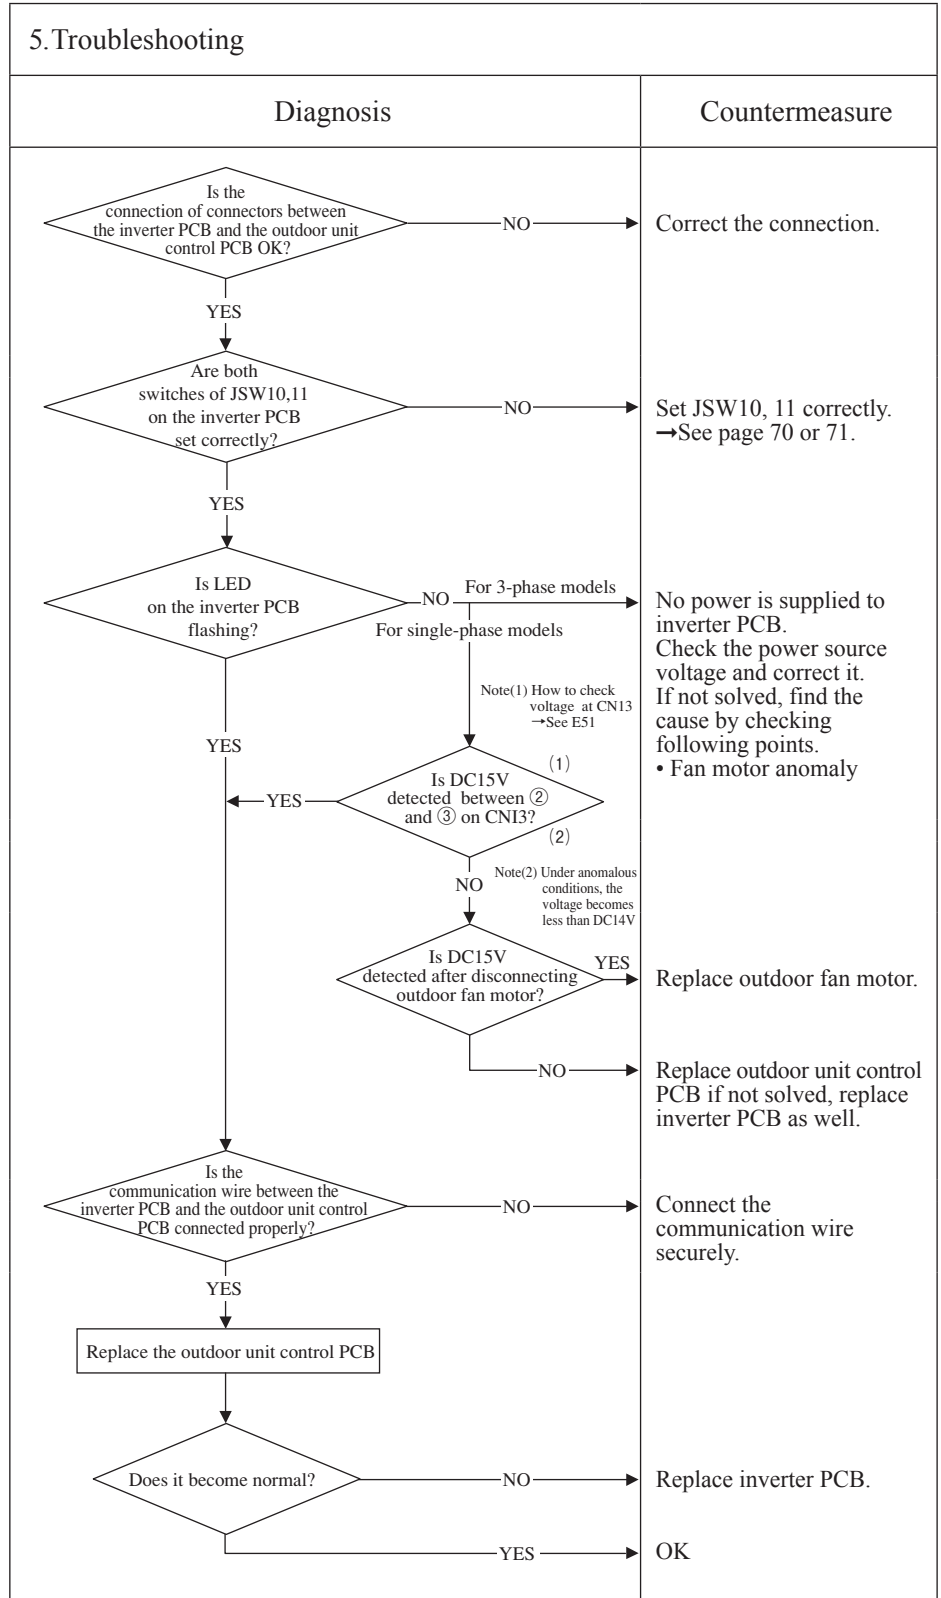 5.Troubleshooting
Diagnosis
Countermeasure
Is the
connection of connectors between
the inverter PCB and the outdoor unit
control PCB OK?
NO
Correct the connection.
YES
Are both
switches of JSW10,11
on the inverter PCB
set correctly?
NO
Set JSW10, 11 correctly.
→See page 70 or 71.
YES
Is LED
on the inverter PCB
flashing?
NO
For 3-phase models
For single-phase models
No power is supplied to
inverter PCB.
Check the power source
voltage and correct it.
If not solved, find the
cause by checking
following points.
• Fan motor anomaly
Note(1) How to check
voltage at CN13
→See E51
YES
Is DC15V
detected between ②
and ③ on CNI3?
(1)
(2)
YES
NO
Note(2) Under anomalous
conditions, the
voltage becomes
less than DC14V
Is DC15V
detected after disconnecting
outdoor fan motor?
YES
Replace outdoor fan motor.
NO
Replace outdoor unit control
PCB if not solved, replace
inverter PCB as well.
Is the
communication wire between the
inverter PCB and the outdoor unit control
PCB connected properly?
NO
Connect the
communication wire
securely.
YES
Replace the outdoor unit control PCB
Does it become normal?
NO
Replace inverter PCB.
YES
OK